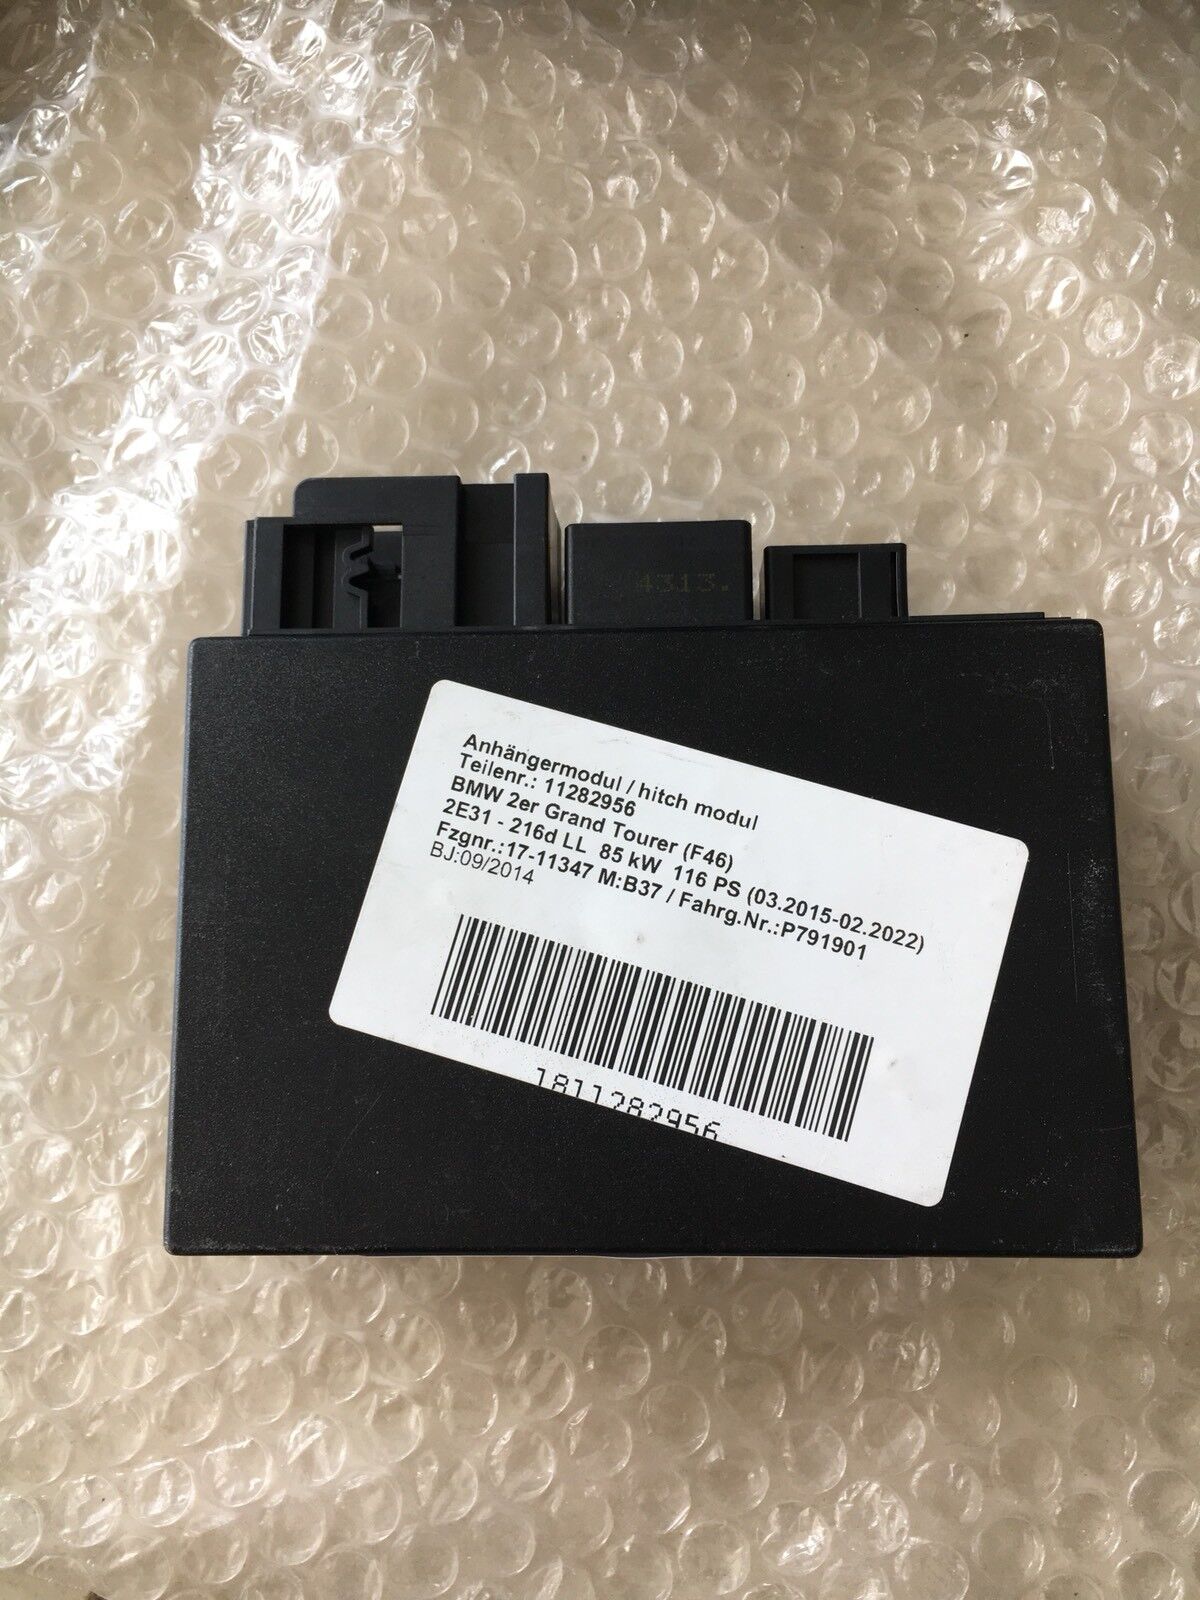 4313.
Anhängermodul / hitch modul
Teilenr.: 11282956
BMW 2er Grand Tourer (F46)
2E31 - 216d LL 85 kW 116 PS (03.2015-02.2022)
Fzgnr.:17-11347 M:B37 / Fahrg.Nr.:P791901
BJ:09/2014
1811282956